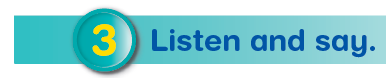 3 Listen and say.